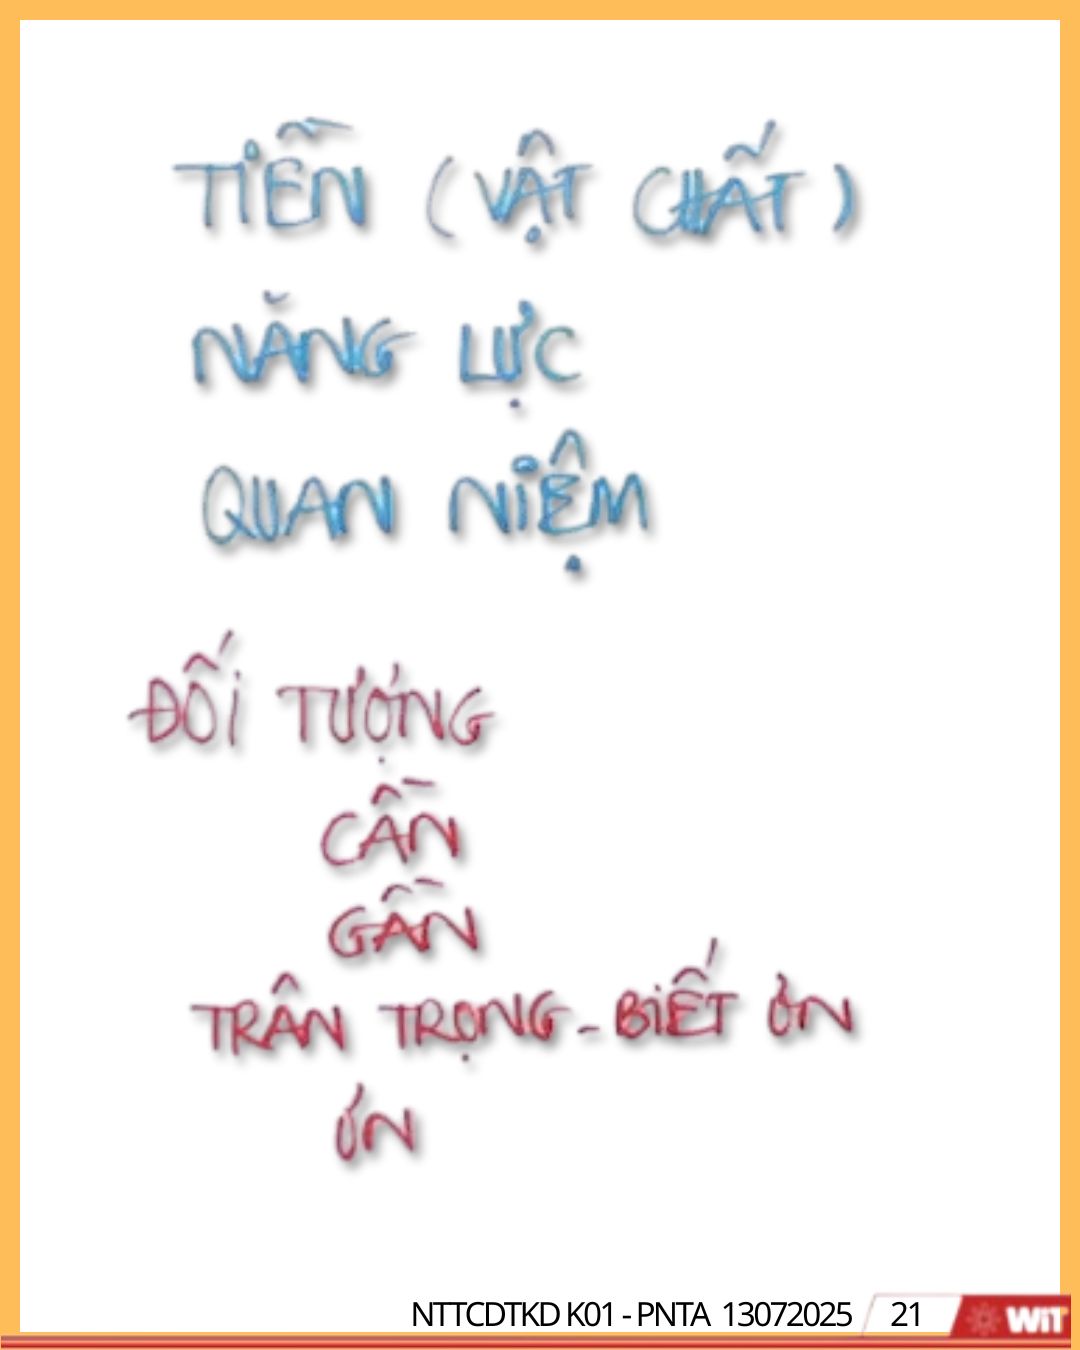 TIỀN (VẬT CHẤT)
NĂNG LỰC
QUAN NIỆM
ĐỐI TƯỢNG
CẦN
GẦN
TRÂN TRỌNG - BIẾT ƠN
ƠN
NTTCDTKD K01 - PNTA 13072025 21
WiT